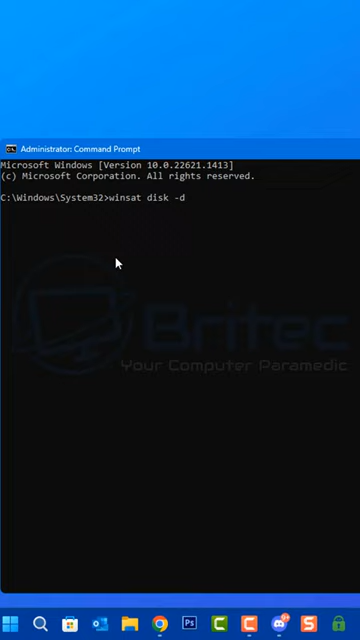 Administrator: Command Prompt
Microsoft Windows [Version 10.0.22621.1413]
(c) Microsoft Corporation. All rights reserved.
C:\Windows\System32>winsat disk -d
Britec
Your Computer Paramedic
Ps
C
C
S